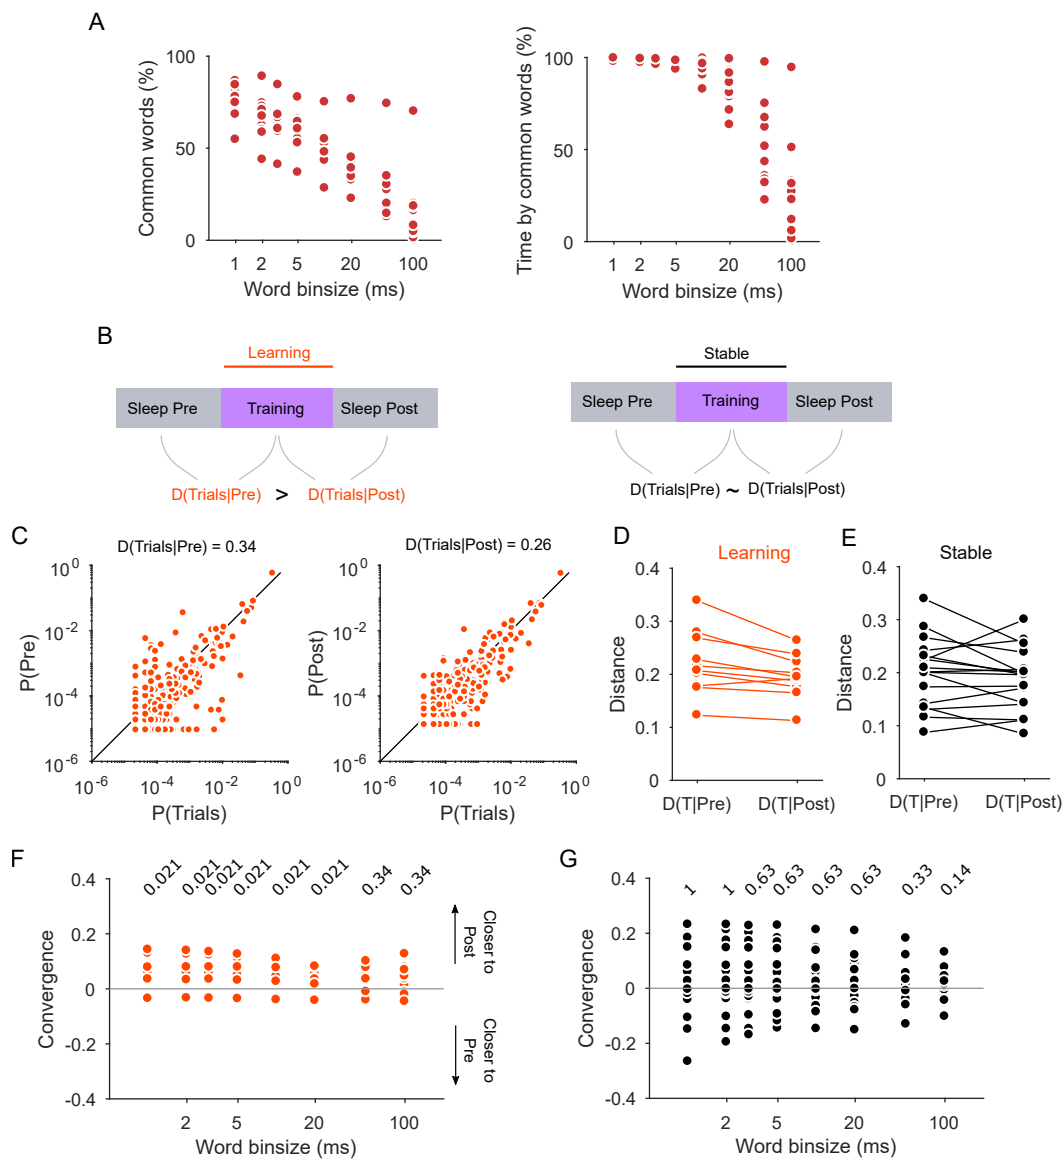 A
Common words (%)
100
50
0
1 2 5 20 100
Word binsize (ms)
Time by common words (%)
100
50
0
1 2 5 20 100
Word binsize (ms)
B
Learning
Sleep Pre Training Sleep Post
D(Trials|Pre) > D(Trials|Post)
Stable
Sleep Pre Training Sleep Post
D(Trials|Pre) ~ D(Trials|Post)
C
D(Trials|Pre) = 0.34
P(Pre)
10^0
10^-2
10^-4
10^-6
10^-6 10^-4 10^-2 10^0
P(Trials)
D(Trials|Post) = 0.26
P(Post)
10^0
10^-2
10^-4
10^-6
10^-6 10^-4 10^-2 10^0
P(Trials)
D
Learning
Distance
0.4
0.3
0.2
0.1
0
D(T|Pre) D(T|Post)
E
Stable
Distance
0.4
0.3
0.2
0.1
0
D(T|Pre) D(T|Post)
F
0.021 0.021 0.021 0.021 0.021 0.021 0.34 0.34
Convergence
0.4
0.2
0
-0.2
-0.4
Closer to
Post
Closer to
Pre
2 5 20 100
Word binsize (ms)
G
1 1 0.63 0.63 0.63 0.63 0.33 0.14
Convergence
0.4
0.2
0
-0.2
-0.4
2 5 20 100
Word binsize (ms)